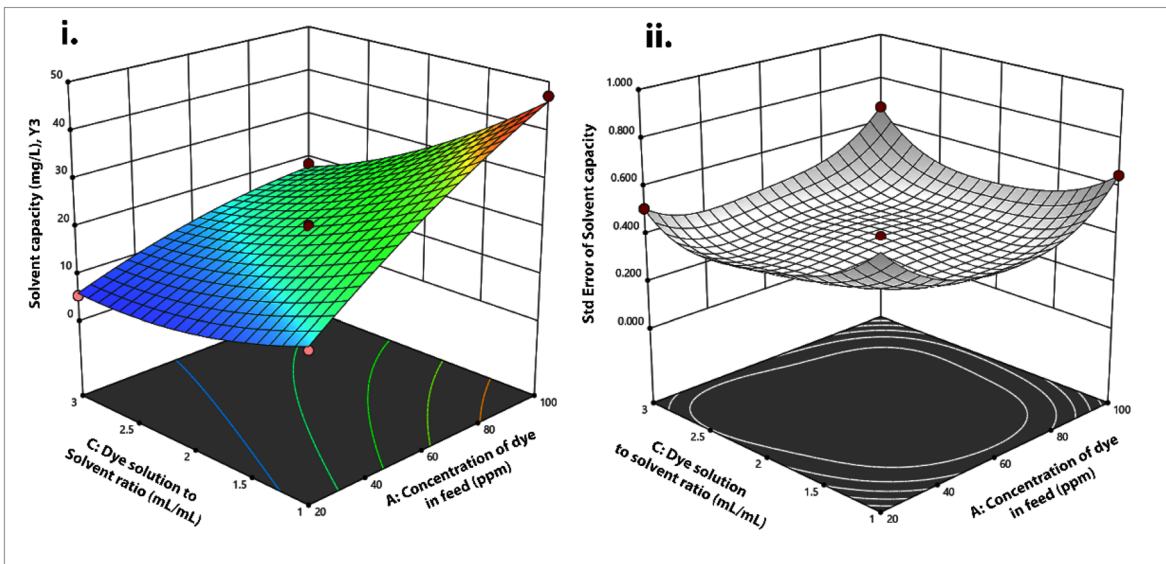 i.
50
40
30
20
10
0
Solvent capacity (mg/L), Y3
3
2.5
2
1.5
1
C: Dye solution to
Solvent ratio (mL/mL)
20
40
60
80
100
A: Concentration of dye
in feed (ppm)
ii.
1.000
0.800
0.600
0.400
0.200
0.000
Std Error of Solvent capacity
3
2.5
2
1.5
1
C: Dye solution
to solvent ratio (mL/mL)
20
40
60
80
100
A: Concentration of dye
in feed (ppm)